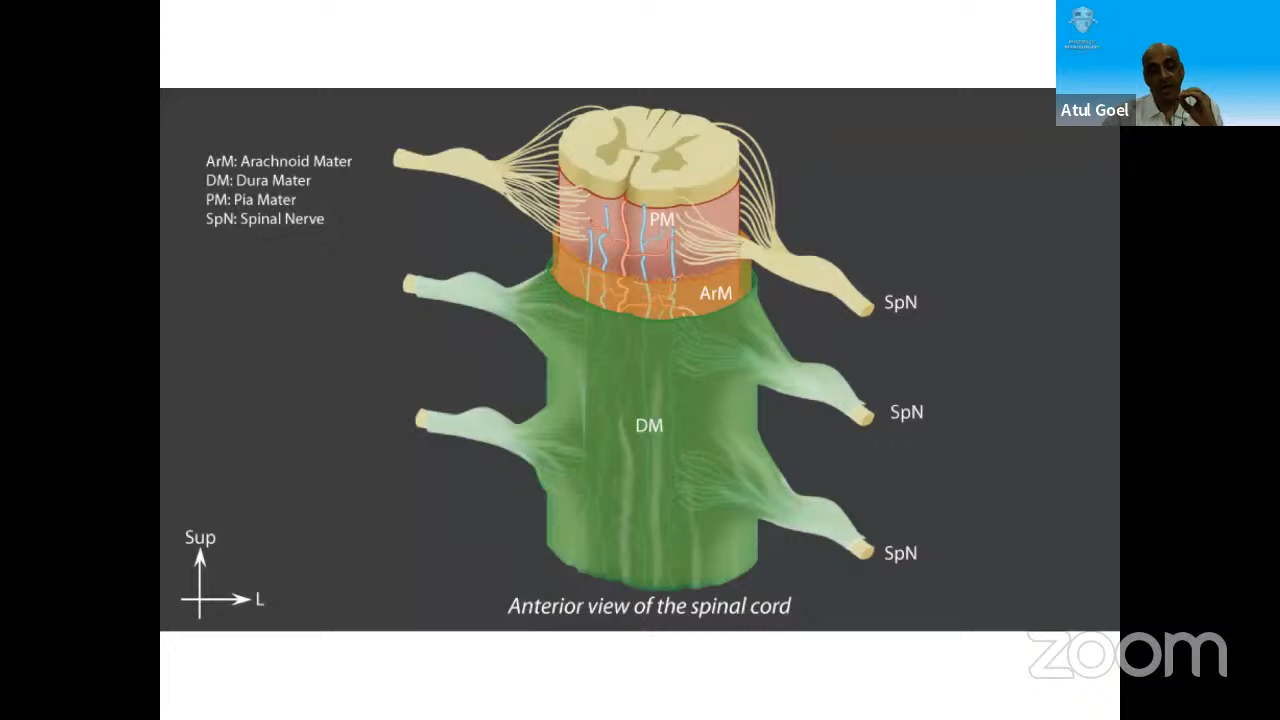 Atul Goel
ArM: Arachnoid Mater
DM: Dura Mater
PM: Pia Mater
SpN: Spinal Nerve
PM
ArM
SpN
SpN
DM
SpN
Sup
L
Anterior view of the spinal cord
zoom